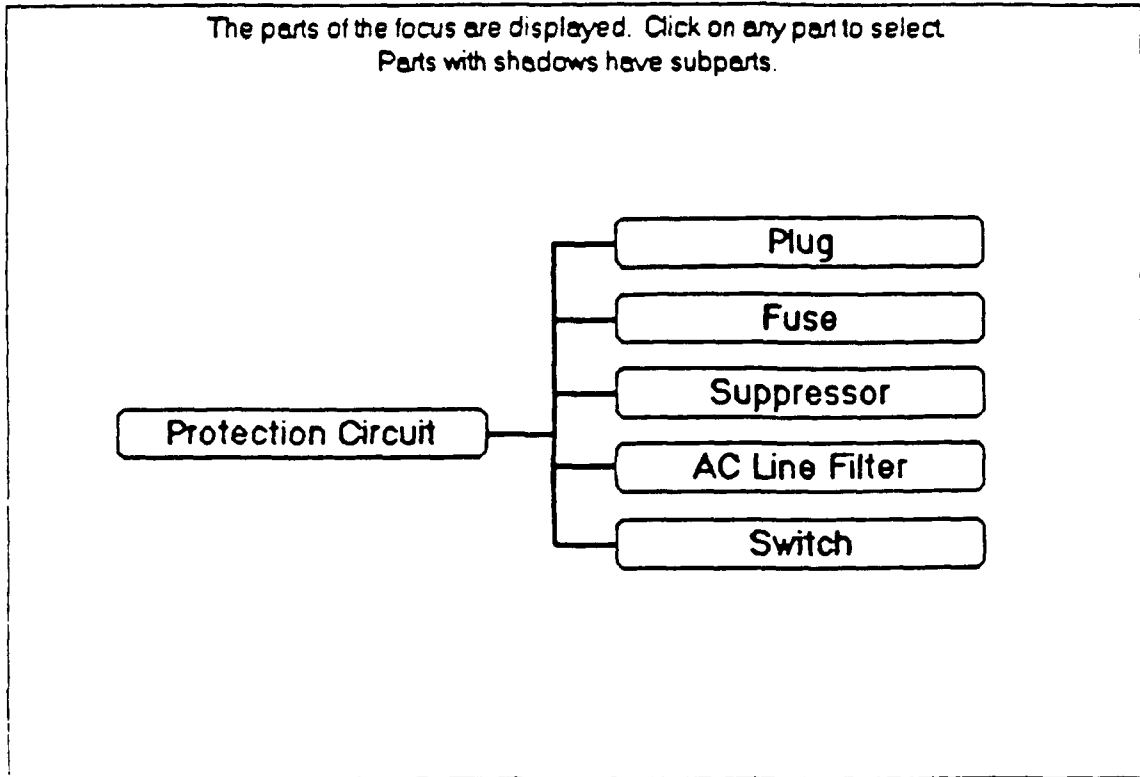 The parts of the focus are displayed. Click on any part to select.
Parts with shadows have subparts.
Plug
Fuse
Suppressor
Protection Circuit
AC Line Filter
Switch